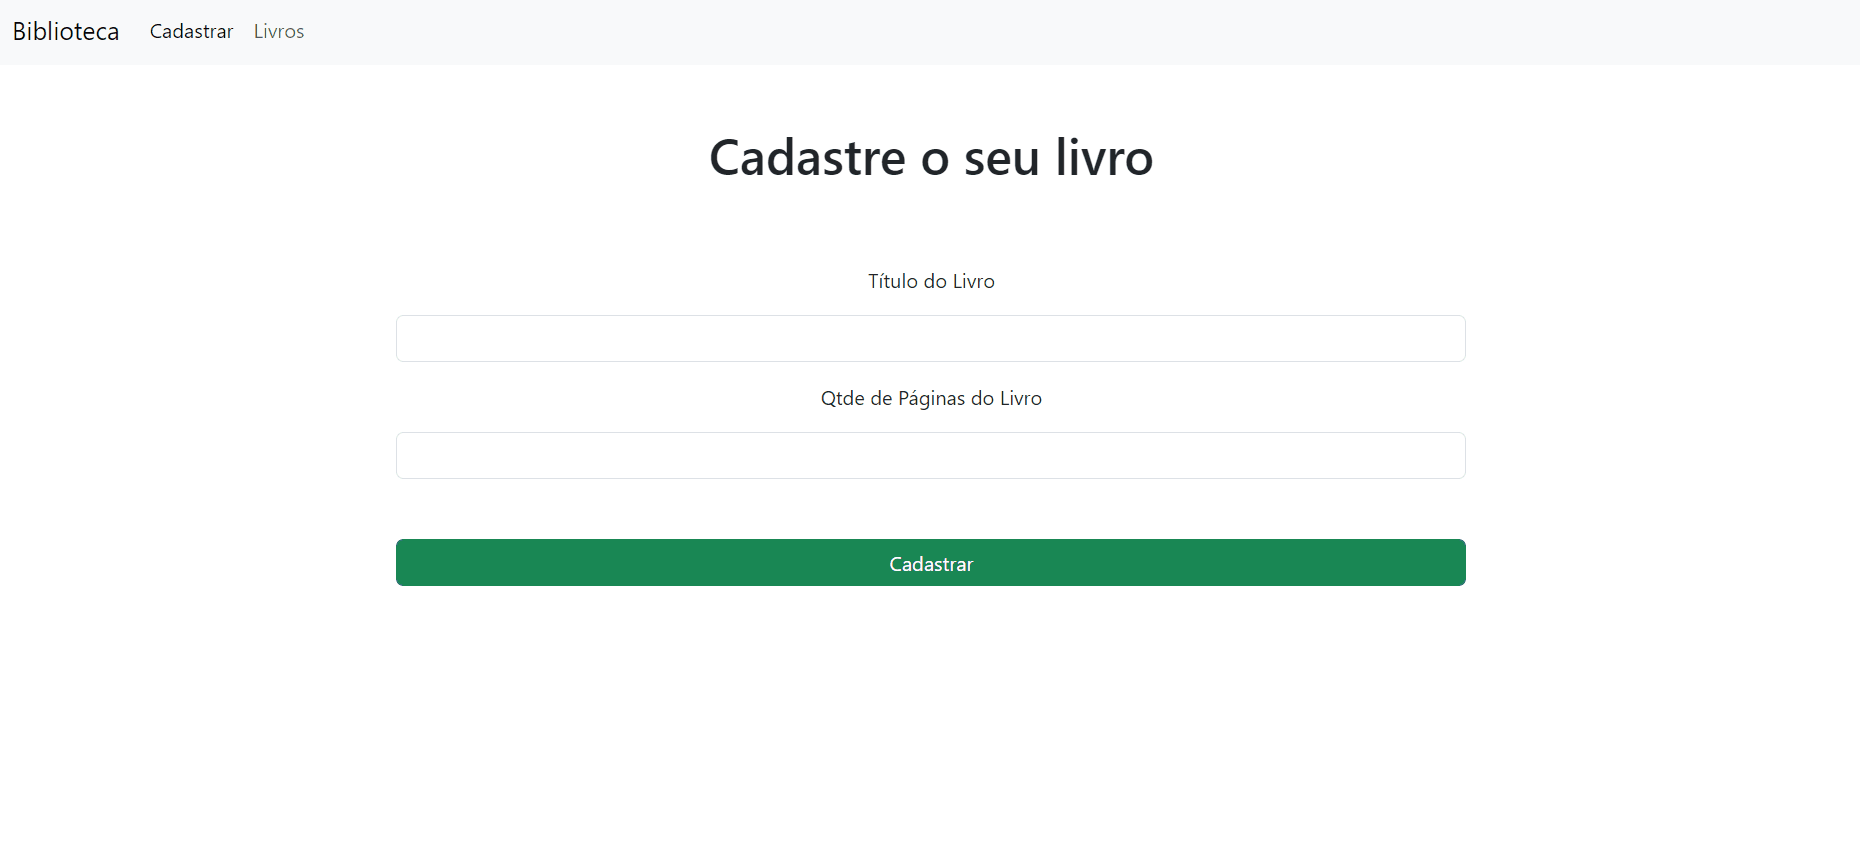 Biblioteca Cadastrar Livros
Cadastre o seu livro
Título do Livro
Qtde de Páginas do Livro
Cadastrar